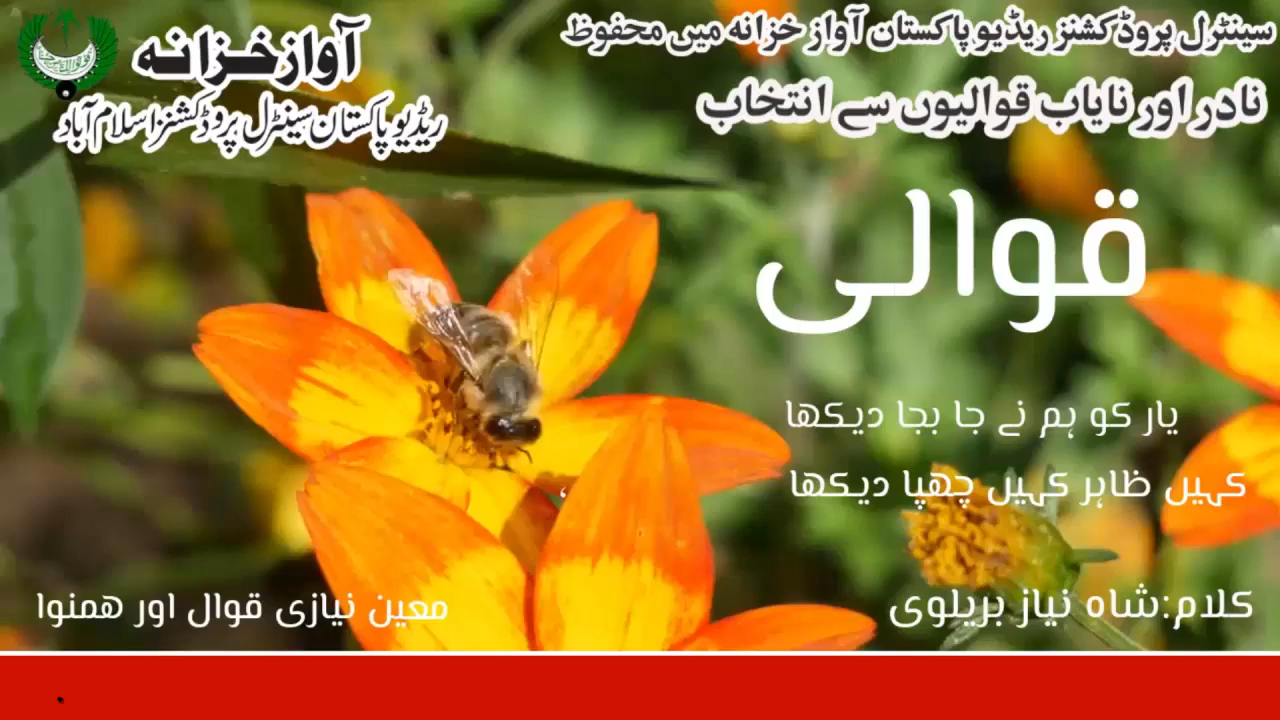 سینٹرل پروڈکشنز ریڈیو پاکستان آواز خزانہ میں محفوظ
نادر اور نایاب قوالیوں سے انتخاب
آواز خزانہ
ریڈیو پاکستان سینٹرل پروڈکشنز اسلام آباد
قوالی
یار کو ہم نے جا بجا دیکھا
کہیں ظاہر کہیں چھپا دیکھا
کلام:شاہ نیاز بریلوی
معین نیازی قوال اور ھمنوا